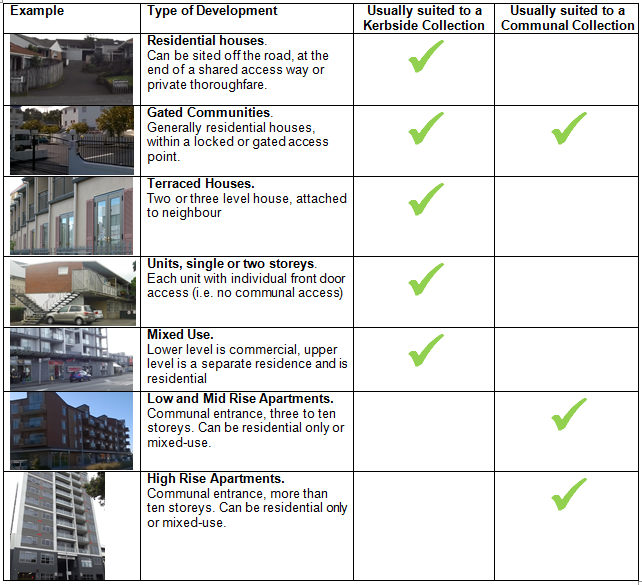 Example
Type of Development
Usually suited to a
Kerbside Collection
Usually suited to a
Communal Collection
Residential houses.
Can be sited off the road, at the
end of a shared access way or
private thoroughfare.
Gated Communities.
Generally residential houses,
within a locked or gated access
point.
Terraced Houses.
Two or three level house, attached
to neighbour
Units, single or two storeys.
Each unit with individual front door
access (i.e. no communal access)
Mixed Use.
Lower level is commercial, upper
level is a separate residence and is
residential
Low and Mid Rise Apartments.
Communal entrance, three to ten
storeys. Can be residential only or
mixed-use.
High Rise Apartments.
Communal entrance, more than
ten storeys. Can be residential only
or mixed-use.